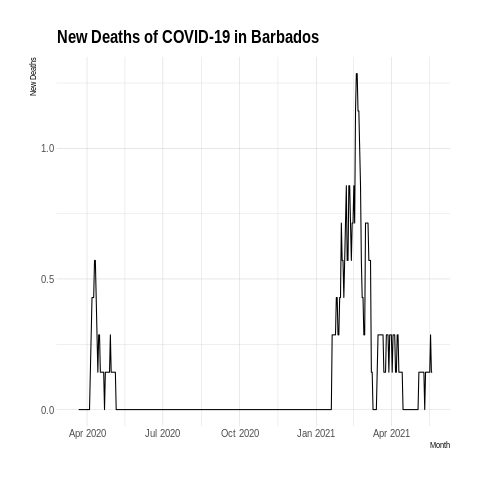 New Deaths of COVID-19 in Barbados
New Deaths
1.0
0.5
0.0
Apr 2020 Jul 2020 Oct 2020 Jan 2021 Apr 2021
Month